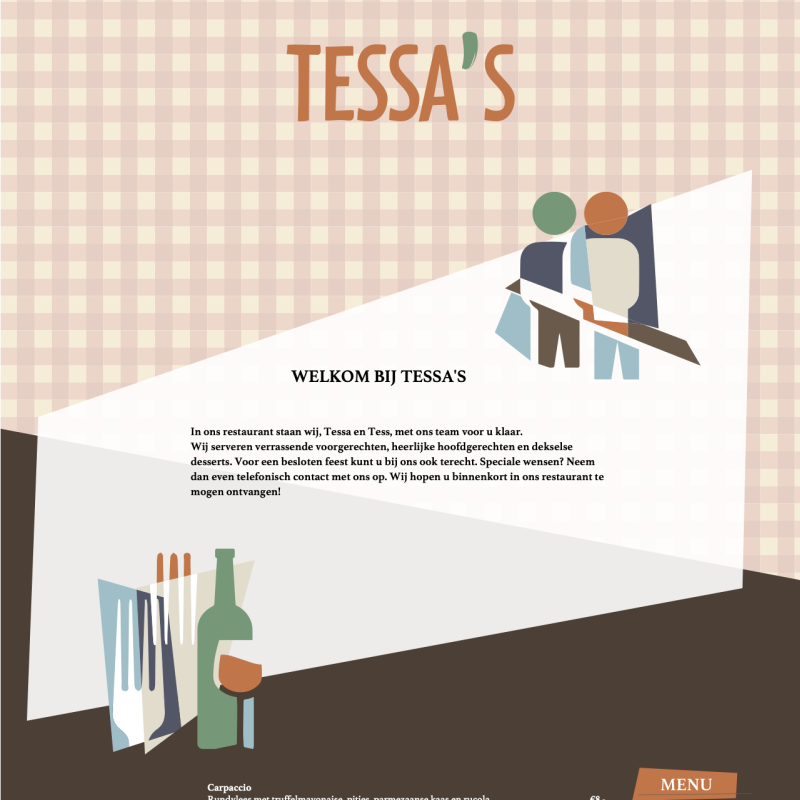 TESSA'S
WELKOM BIJ TESSA'S
In ons restaurant staan wij, Tessa en Tess, met ons team voor u klaar.
Wij serveren verrassende voorgerechten, heerlijke hoofdgerechten en dekselse
desserts. Voor een besloten feest kunt u bij ons ook terecht. Speciale wensen? Neem
dan even telefonisch contact met ons op. Wij hopen u binnenkort in ons restaurant te
mogen ontvangen!
MENU
Carpaccio
Rundvlees met truffelmayonaise, pitjes, parmezaanse kaas en rucola